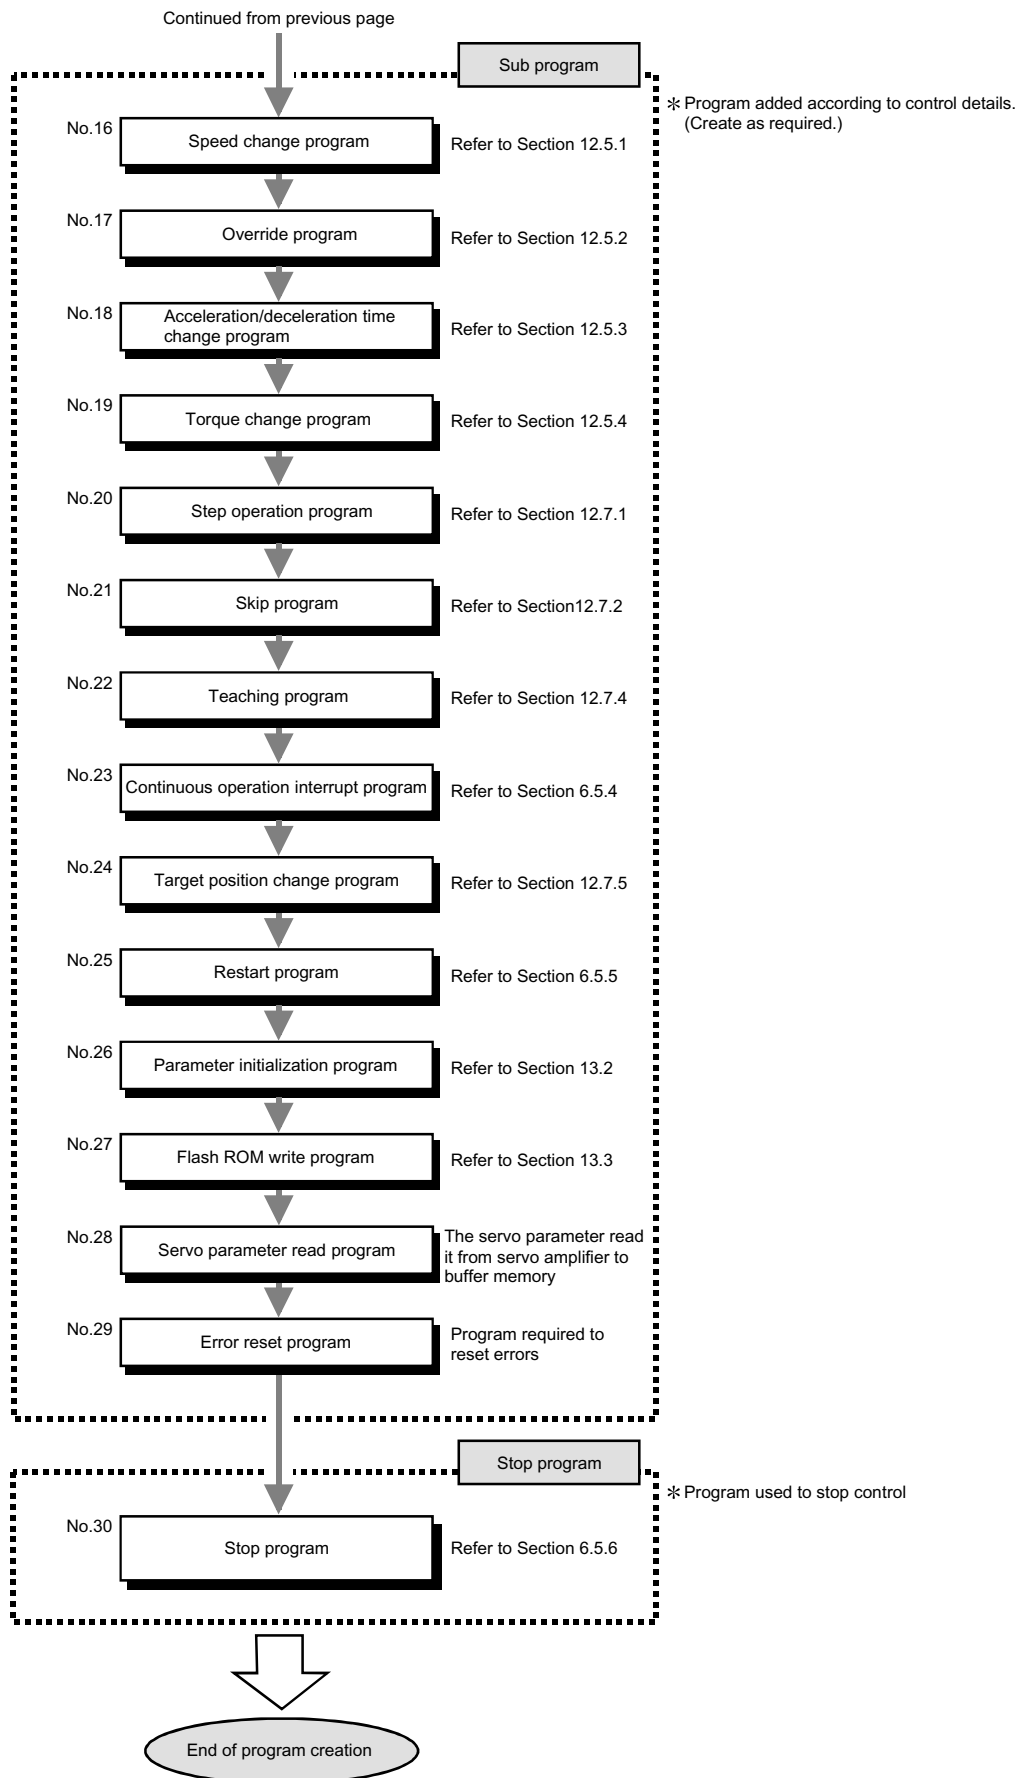 Continued from previous page
Sub program
✻ Program added according to control details.
(Create as required.)
No.16
Speed change program
Refer to Section 12.5.1
No.17
Override program
Refer to Section 12.5.2
No.18
Acceleration/deceleration time
change program
Refer to Section 12.5.3
No.19
Torque change program
Refer to Section 12.5.4
No.20
Step operation program
Refer to Section 12.7.1
No.21
Skip program
Refer to Section12.7.2
No.22
Teaching program
Refer to Section 12.7.4
No.23
Continuous operation interrupt program
Refer to Section 6.5.4
No.24
Target position change program
Refer to Section 12.7.5
No.25
Restart program
Refer to Section 6.5.5
No.26
Parameter initialization program
Refer to Section 13.2
No.27
Flash ROM write program
Refer to Section 13.3
No.28
Servo parameter read program
The servo parameter read
it from servo amplifier to
buffer memory
No.29
Error reset program
Program required to
reset errors
Stop program
✻ Program used to stop control
No.30
Stop program
Refer to Section 6.5.6
End of program creation